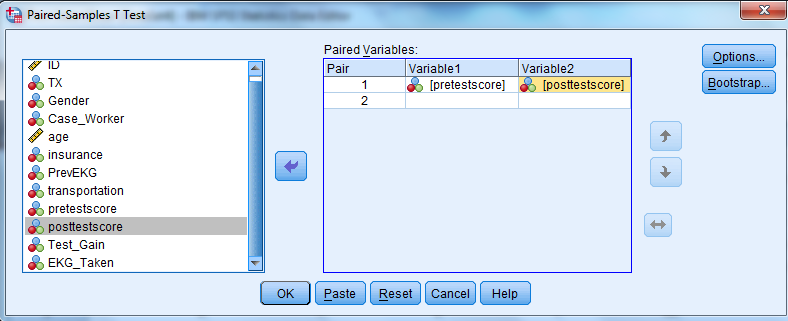 Paired-Samples T Test
Paired Variables:
ID
TX
Gender
Case_Worker
age
insurance
PrevEKG
transportation
pretestscore
posttestscore
Test_Gain
EKG_Taken
Pair Variable1 Variable2
1 [pretestscore] [posttestscore]
2
Options...
Bootstrap...
OK Paste Reset Cancel Help